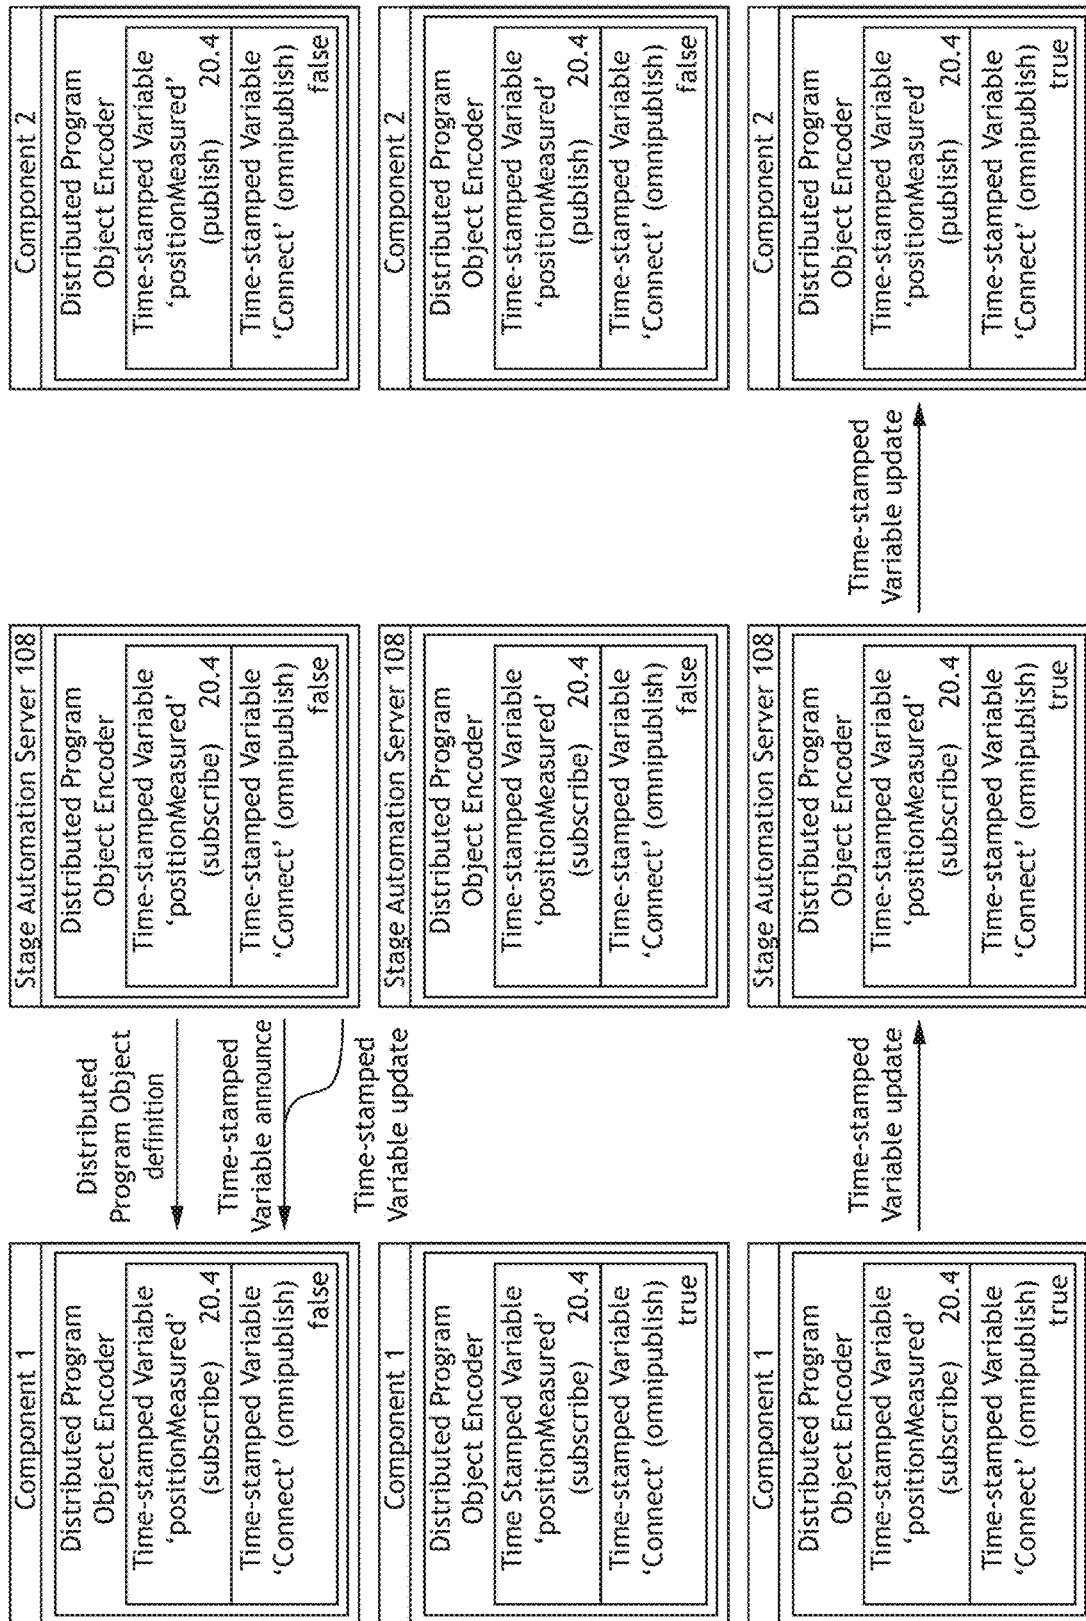 Component 1
Distributed Program
Object Encoder
Time-stamped Variable
‘positionMeasured’
(subscribe) 20.4
Time-stamped Variable
‘Connect’ (omnipublish)
false
Distributed
Program Object
definition
Time-stamped
Variable announce
Time-stamped
Variable update
Stage Automation Server 108
Distributed Program
Object Encoder
Time-stamped Variable
‘positionMeasured’
(subscribe) 20.4
Time-stamped Variable
‘Connect’ (omnipublish)
false
Component 2
Distributed Program
Object Encoder
Time-stamped Variable
‘positionMeasured’
(publish) 20.4
Time-stamped Variable
‘Connect’ (omnipublish)
false
Component 1
Distributed Program
Object Encoder
Time Stamped Variable
‘positionMeasured’
(subscribe) 20.4
Time-stamped Variable
‘Connect’ (omnipublish)
true
Stage Automation Server 108
Distributed Program
Object Encoder
Time-stamped Variable
‘positionMeasured’
(subscribe) 20.4
Time-stamped Variable
‘Connect’ (omnipublish)
false
Component 2
Distributed Program
Object Encoder
Time-stamped Variable
‘positionMeasured’
(publish) 20.4
Time-stamped Variable
‘Connect’ (omnipublish)
false
Component 1
Distributed Program
Object Encoder
Time-stamped Variable
‘positionMeasured’
(subscribe) 20.4
Time-stamped Variable
‘Connect’ (omnipublish)
true
Time-stamped
Variable update
Stage Automation Server 108
Distributed Program
Object Encoder
Time-stamped Variable
‘positionMeasured’
(subscribe) 20.4
Time-stamped Variable
‘Connect’ (omnipublish)
true
Time-stamped
Variable update
Component 2
Distributed Program
Object Encoder
Time-stamped Variable
‘positionMeasured’
(publish) 20.4
Time-stamped Variable
‘Connect’ (omnipublish)
true